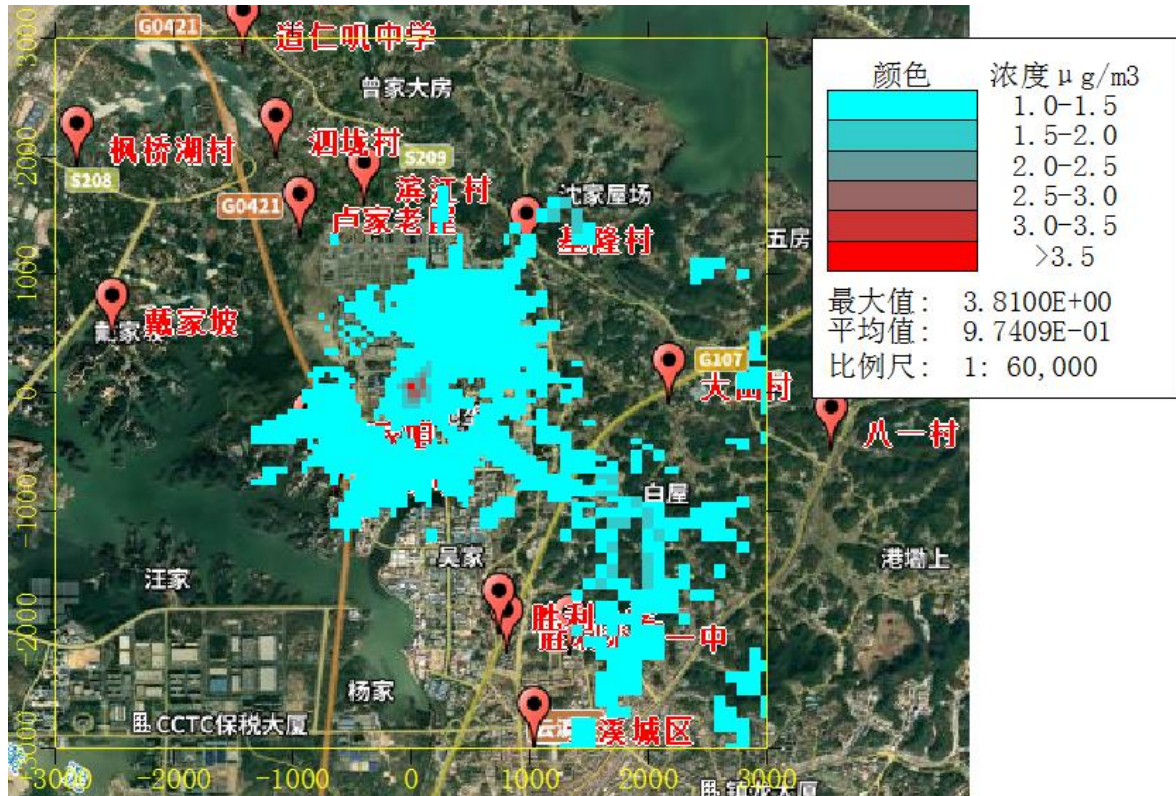 G0421
道仁矶中学
曾家大房
3000
枫桥湖村
泗垅村
S209
2000
S208
滨江村
G0421
沈家屋场
卢家老屋
基隆村
五房
1000
戴家坡
G107
大田村
0
八一村
白屋
-1000
吴家
港墈上
汪家
胜利
一中
-2000
杨家
CCTC保税大厦
溪城区
-3000
-3000 -2000 -1000 0 1000 2000 3000
颜色 浓度μg/m3
1.0-1.5
1.5-2.0
2.0-2.5
2.5-3.0
3.0-3.5
>3.5
最大值: 3.8100E+00
平均值: 9.7409E-01
比例尺: 1: 60,000